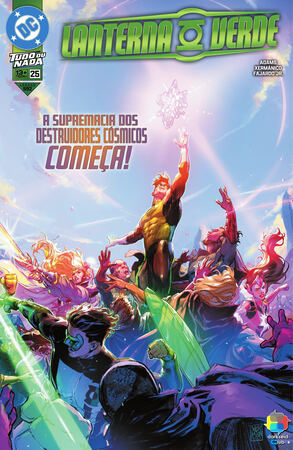 DC
TUDO OU NADA
25
LANTERNA VERDE
ADAMS
XERMÁNICO
FAJARDO JR.
A SUPREMACIA DOS
DESTRUIDORES CÓSMICOS
COMEÇA!